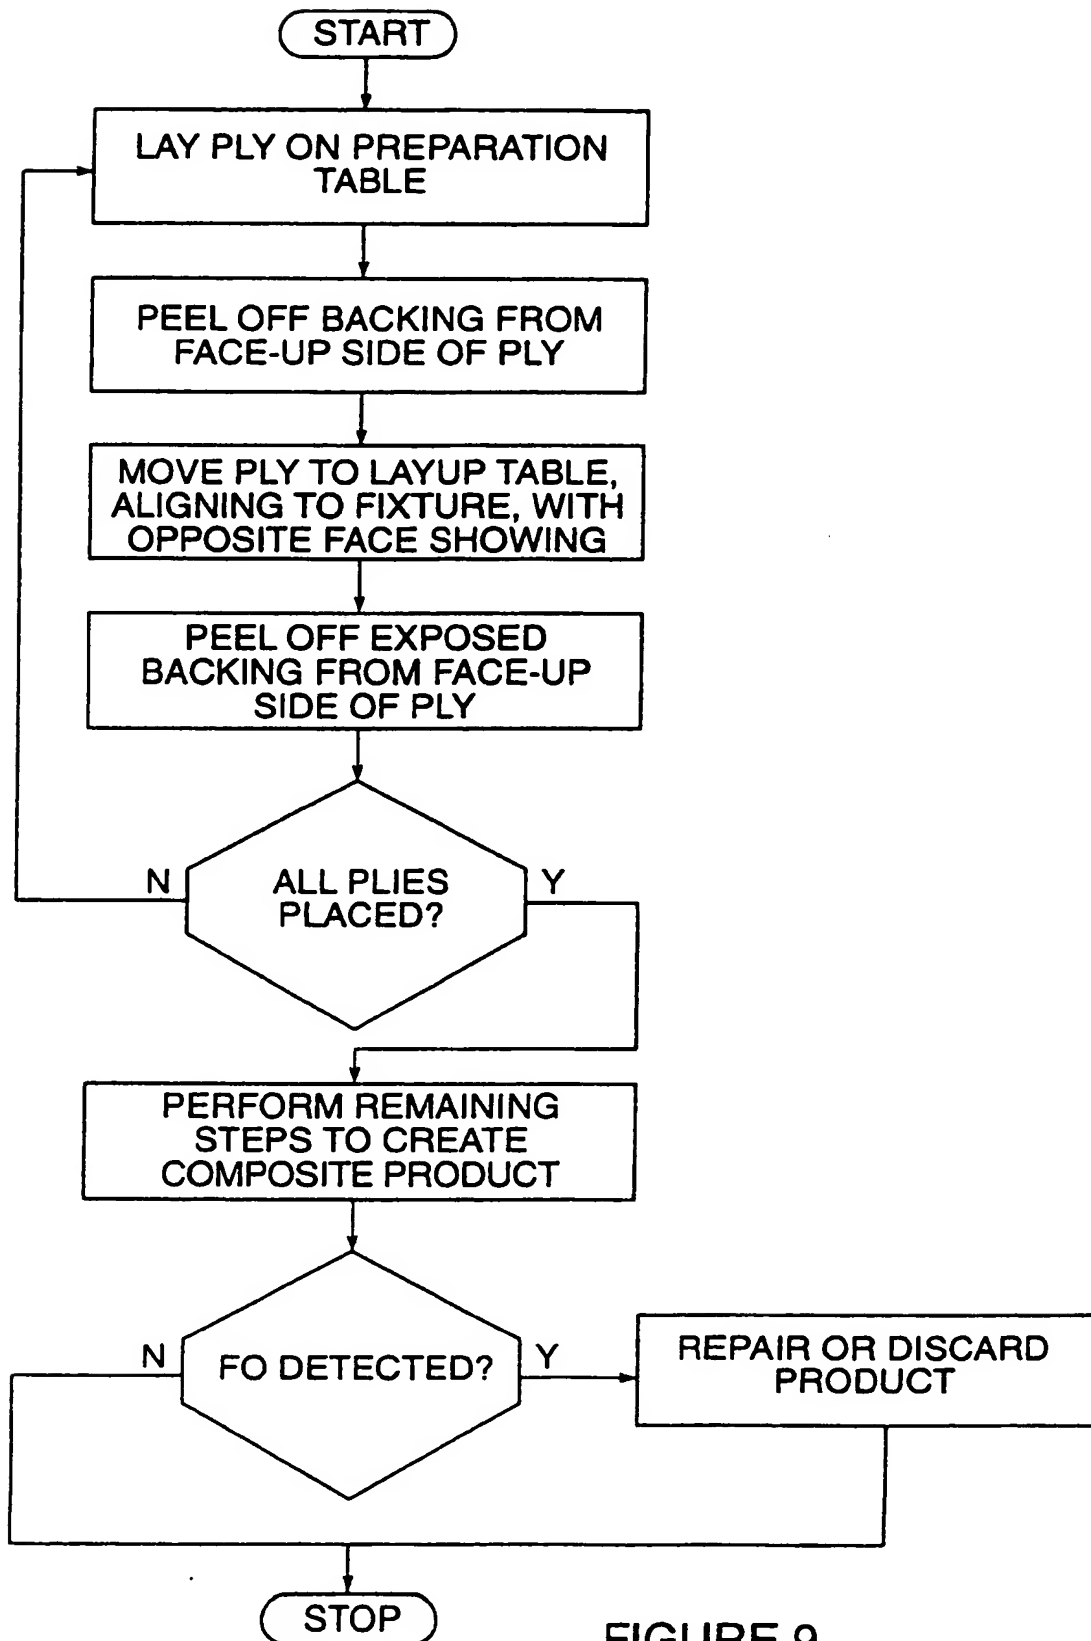 START
LAY PLY ON PREPARATION
TABLE
PEEL OFF BACKING FROM
FACE-UP SIDE OF PLY
MOVE PLY TO LAYUP TABLE,
ALIGNING TO FIXTURE, WITH
OPPOSITE FACE SHOWING
PEEL OFF EXPOSED
BACKING FROM FACE-UP
SIDE OF PLY
N
ALL PLIES
PLACED?
Y
PERFORM REMAINING
STEPS TO CREATE
COMPOSITE PRODUCT
N
FO DETECTED?
Y
REPAIR OR DISCARD
PRODUCT
STOP
FIGURE 9